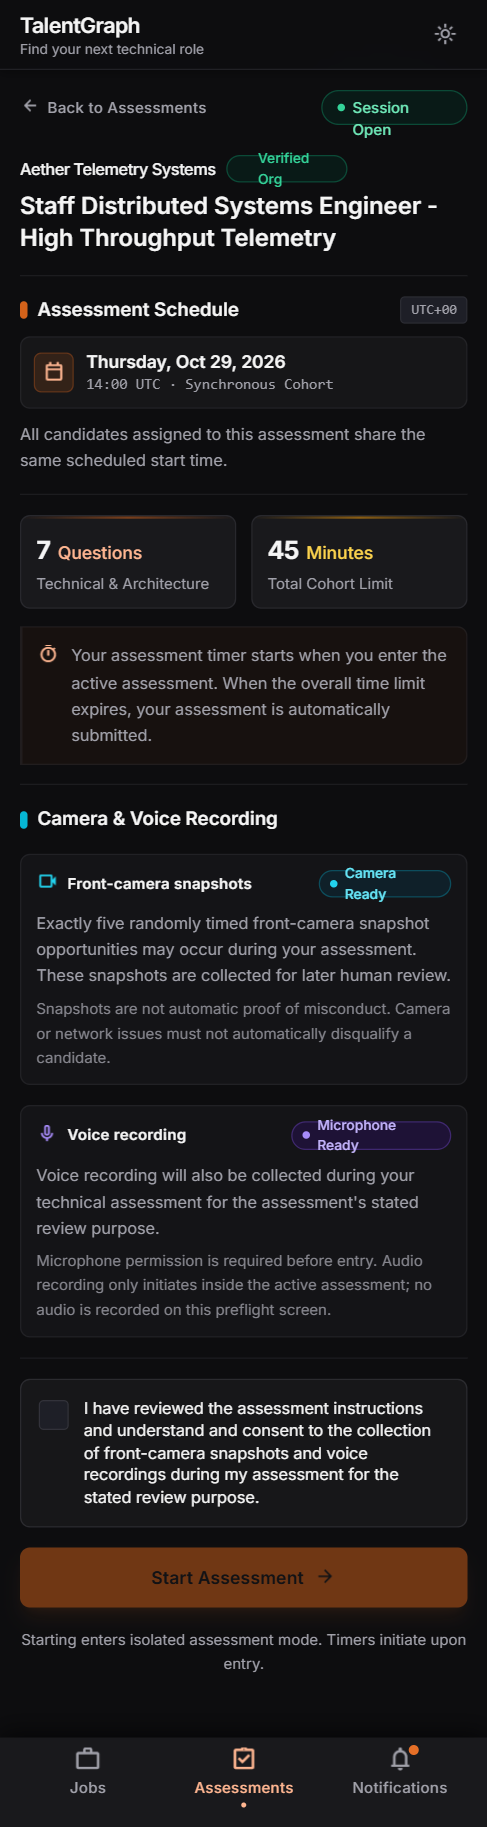 TalentGraph
Find your next technical role
Back to Assessments
Session
Open
Aether Telemetry Systems
Verified
Org
Staff Distributed Systems Engineer -
High Throughput Telemetry
Assessment Schedule
UTC+00
Thursday, Oct 29, 2026
14:00 UTC · Synchronous Cohort
All candidates assigned to this assessment share the
same scheduled start time.
7 Questions
Technical & Architecture
45 Minutes
Total Cohort Limit
Your assessment timer starts when you enter the
active assessment. When the overall time limit
expires, your assessment is automatically
submitted.
Camera & Voice Recording
Front-camera snapshots
Camera
Ready
Exactly five randomly timed front-camera snapshot
opportunities may occur during your assessment.
These snapshots are collected for later human review.
Snapshots are not automatic proof of misconduct. Camera
or network issues must not automatically disqualify a
candidate.
Voice recording
Microphone
Ready
Voice recording will also be collected during your
technical assessment for the assessment's stated
review purpose.
Microphone permission is required before entry. Audio
recording only initiates inside the active assessment; no
audio is recorded on this preflight screen.
I have reviewed the assessment instructions
and understand and consent to the collection
of front-camera snapshots and voice
recordings during my assessment for the
stated review purpose.
Start Assessment
Starting enters isolated assessment mode. Timers initiate upon
entry.
Jobs
Assessments
Notifications